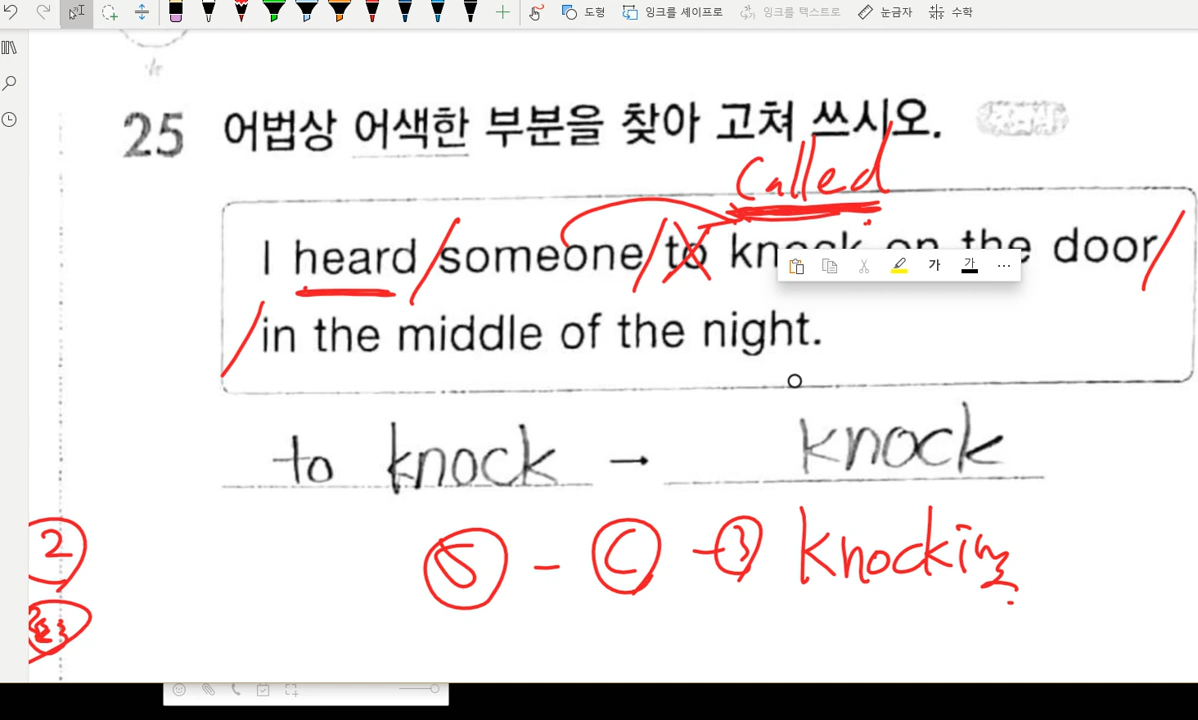 도형 잉크를 셰이프로 잉크를 텍스트로 눈금자 수학
25 어법상 어색한 부분을 찾아 고쳐 쓰시오.
Called
I heard someone to knock on the door
가 가 ...
in the middle of the night.
to knock → knock
2 S - C - 3 knocking